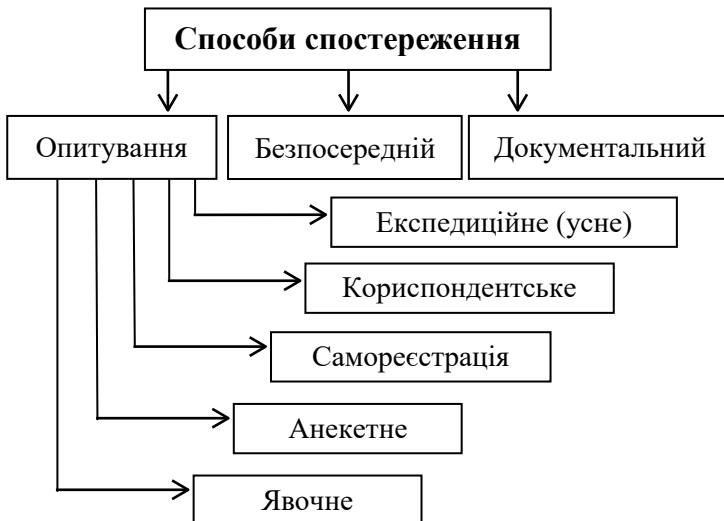 Способи спостереження
Опитування
Безпосередній
Документальний
Експедиційне (усне)
Кориспондентське
Самореєстрація
Анекетне
Явочне